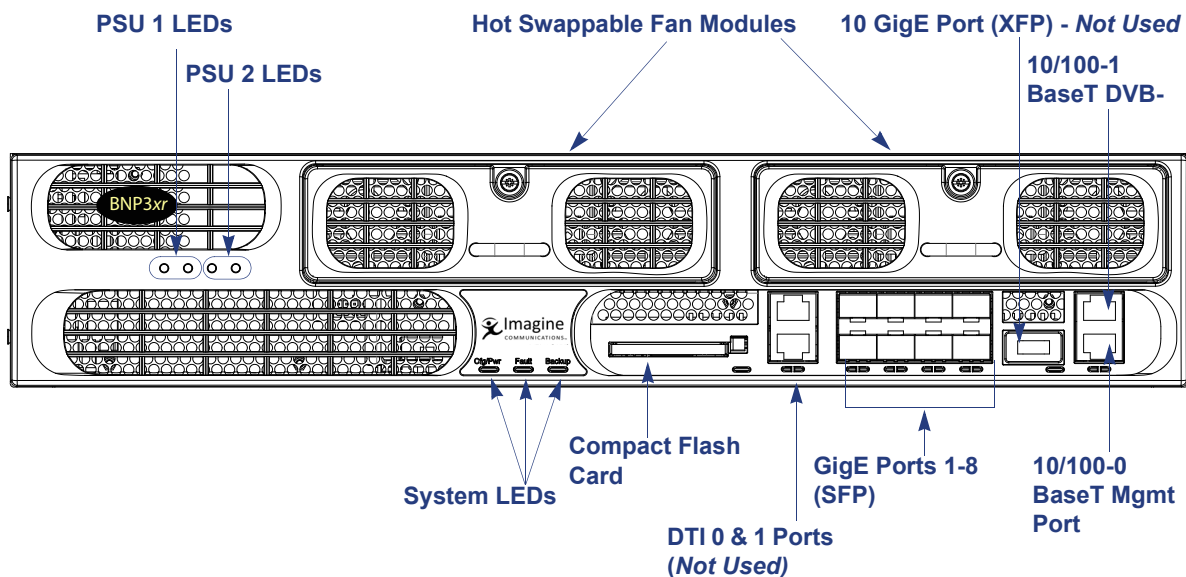 PSU 1 LEDs
Hot Swappable Fan Modules
10 GigE Port (XFP) - Not Used
PSU 2 LEDs
10/100-1
BaseT DVB-
BNP3xr
Imagine
COMMUNICATIONS
Cfg/Pwr
Fault
Backup
Compact Flash
Card
System LEDs
GigE Ports 1-8
(SFP)
10/100-0
BaseT Mgmt
Port
DTI 0 & 1 Ports
(Not Used)